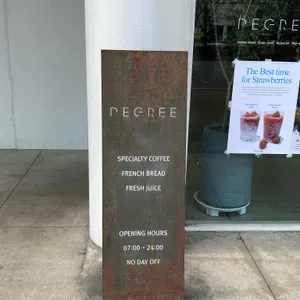 DEGREE
SPECIALTY COFFEE
FRENCH BREAD
FRESH JUICE
OPENING HOURS
07:00 - 24:00
NO DAY OFF
DEGREE
The Best time
for Strawberries